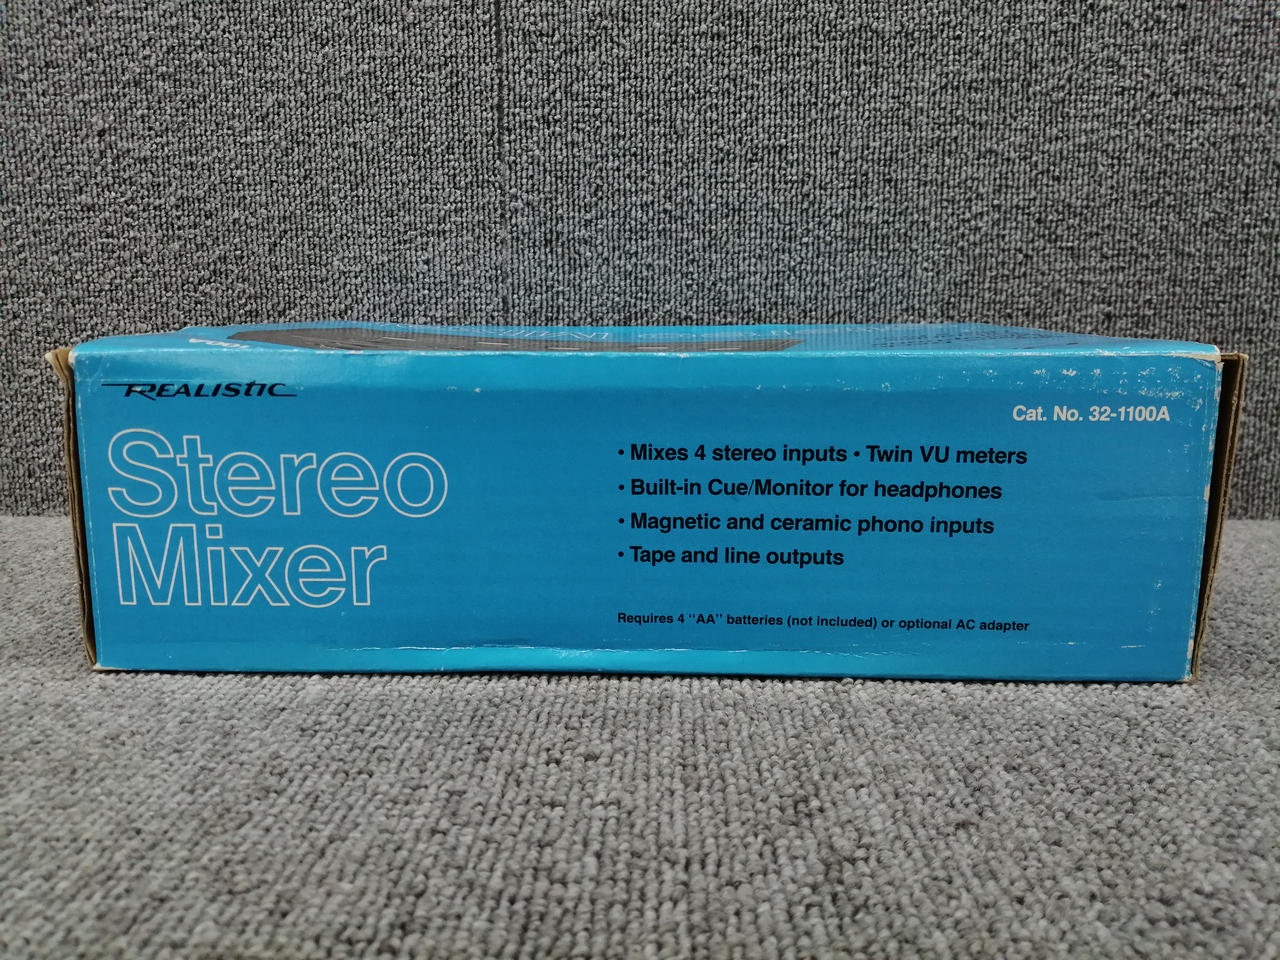 REALISTIC
Cat. No. 32-1100A
Stereo
Mixer
• Mixes 4 stereo inputs • Twin VU meters
• Built-in Cue/Monitor for headphones
• Magnetic and ceramic phono inputs
• Tape and line outputs
Requires 4 "AA" batteries (not included) or optional AC adapter